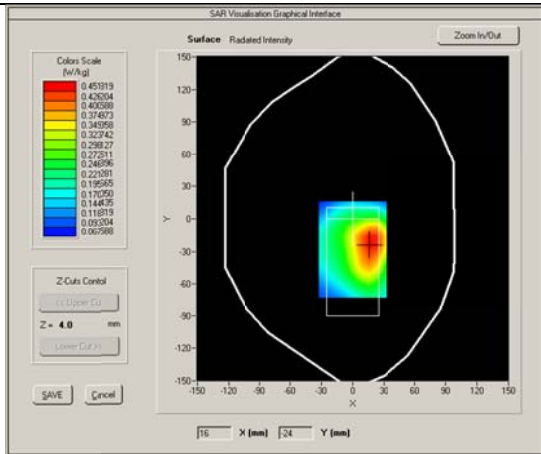 SAR Visualisation Graphical Interface
Surface Radiated Intensity
Zoom In/Out
Colors Scale
(W/kg)
0.451319
0.426204
0.400588
0.374973
0.349358
0.323742
0.298127
0.272511
0.246896
0.221281
0.195665
0.170050
0.144435
0.118819
0.093204
0.067588
150
120
90
60
30
0
-30
-60
-90
-120
-150
Y
-150 -120 -90 -60 -30 0 30 60 90 120 150
X
Z-Cuts Control
<< Upper Cut
Z = 4.0 mm
Lower Cut >>
SAVE Cancel
16 X (mm) -24 Y (mm)